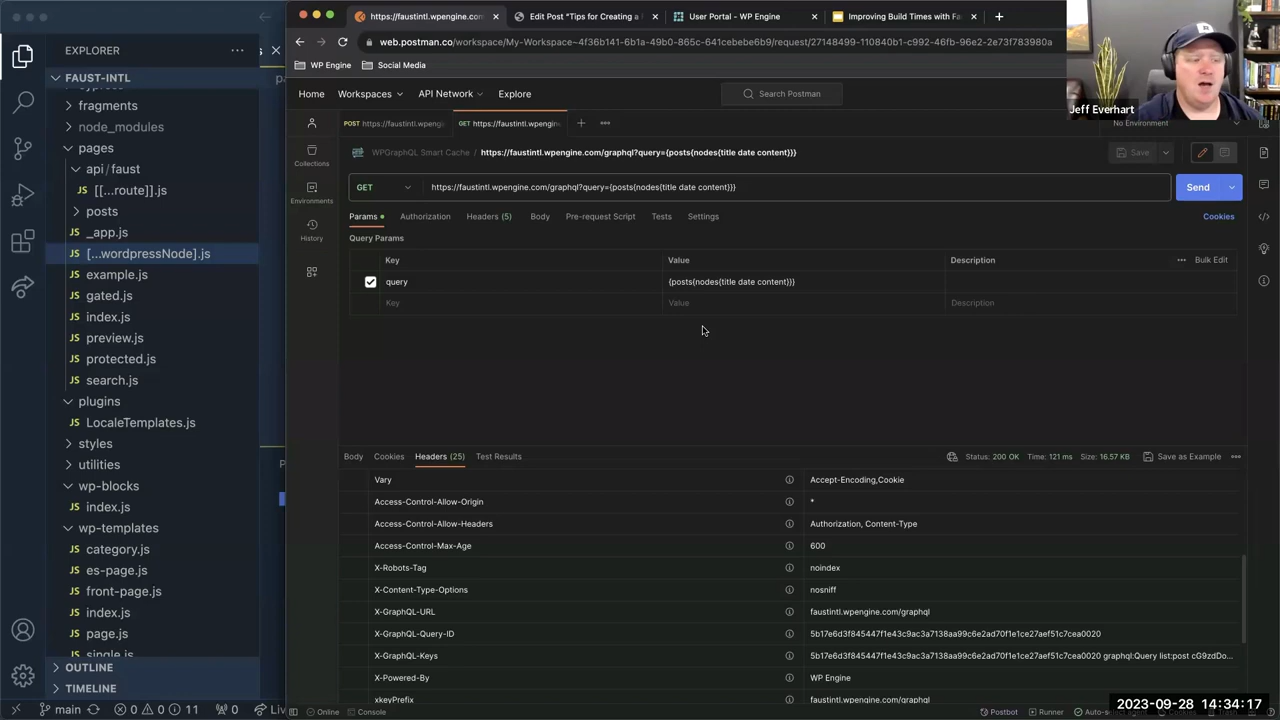 https://faustintl.wpengine.com/
Edit Post "Tips for Creating a
User Portal - WP Engine
Improving Build Times with Fa
EXPLORER
https://web.postman.co/workspace/My-Workspace~4f36b141-6b1a-49b0-865c-641cebebe6b9/request/27148499-110840b1-c992-46fb-96e2-2e73f783980a
WP Engine
Social Media
FAUST-INTL
Home
Workspaces
API Network
Explore
Search Postman
Jeff Everhart
fragments
node_modules
pages
api/faust
[[...route]].js
posts
_app.js
[...wordpressNode].js
example.js
gated.js
index.js
preview.js
protected.js
search.js
plugins
LocaleTemplates.js
styles
utilities
wp-blocks
index.js
wp-templates
category.js
es-page.js
front-page.js
index.js
page.js
single.js
OUTLINE
TIMELINE
main
0
11
0
POST https://faustintl.wpeng
GET https://faustintl.wpengin
No Environment
Collections
Environments
History
WPGraphQL Smart Cache / https://faustintl.wpengine.com/graphql?query={posts{nodes{title date content}}}
Save
GET
https://faustintl.wpengine.com/graphql?query={posts{nodes{title date content}}}
Send
Params
Authorization
Headers (5)
Body
Pre-request Script
Tests
Settings
Cookies
Query Params
Key
Value
Description
Bulk Edit
query
{posts{nodes{title date content}}}
Key
Value
Description
Body
Cookies
Headers (25)
Test Results
Status: 200 OK
Time: 121 ms
Size: 16.57 KB
Save as Example
Vary
Accept-Encoding,Cookie
Access-Control-Allow-Origin
*
Access-Control-Allow-Headers
Authorization, Content-Type
Access-Control-Max-Age
600
X-Robots-Tag
noindex
X-Content-Type-Options
nosniff
X-GraphQL-URL
faustintl.wpengine.com/graphql
X-GraphQL-Query-ID
5b17e6d3f845447f1e43c9ac3a7138aa99c6e2ad70f1e1ce27aef51c7cea0020
X-GraphQL-Keys
5b17e6d3f845447f1e43c9ac3a7138aa99c6e2ad70f1e1ce27aef51c7cea0020 graphql:Query list:post cG9zdDo...
X-Powered-By
WP Engine
xkeyPrefix
faustintl.wpengine.com/graphql
2023-09-28 14:34:17
Online
Console
Postbot
Runner